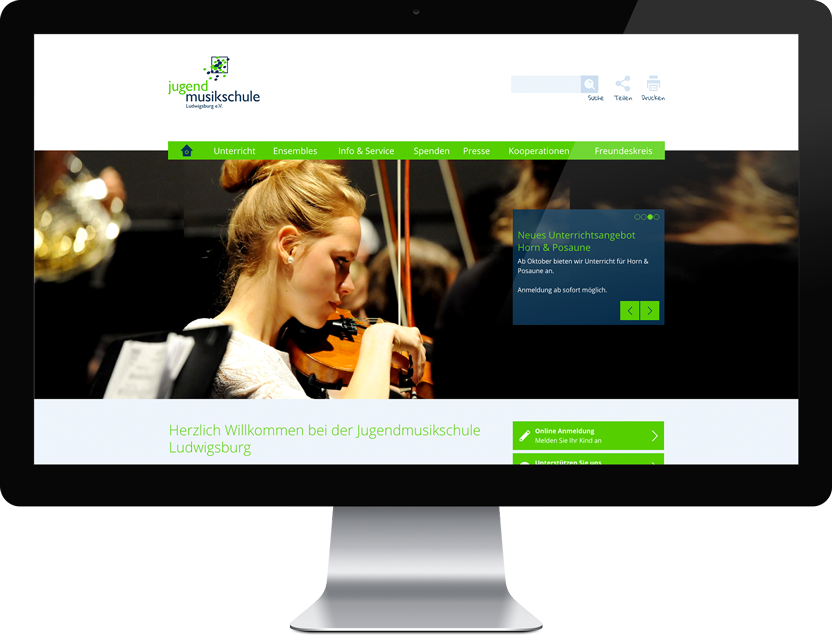 jugend
musikschule
Ludwigsburg e.V.
Suche Teilen Drucken
Unterricht Ensembles Info & Service Spenden Presse Kooperationen Freundeskreis
Neues Unterrichtsangebot
Horn & Posaune
Ab Oktober bieten wir Unterricht für Horn &
Posaune an.
Anmeldung ab sofort möglich.
Herzlich Willkommen bei der Jugendmusikschule
Ludwigsburg
Online Anmeldung
Melden Sie Ihr Kind an
Unterstützen Sie uns